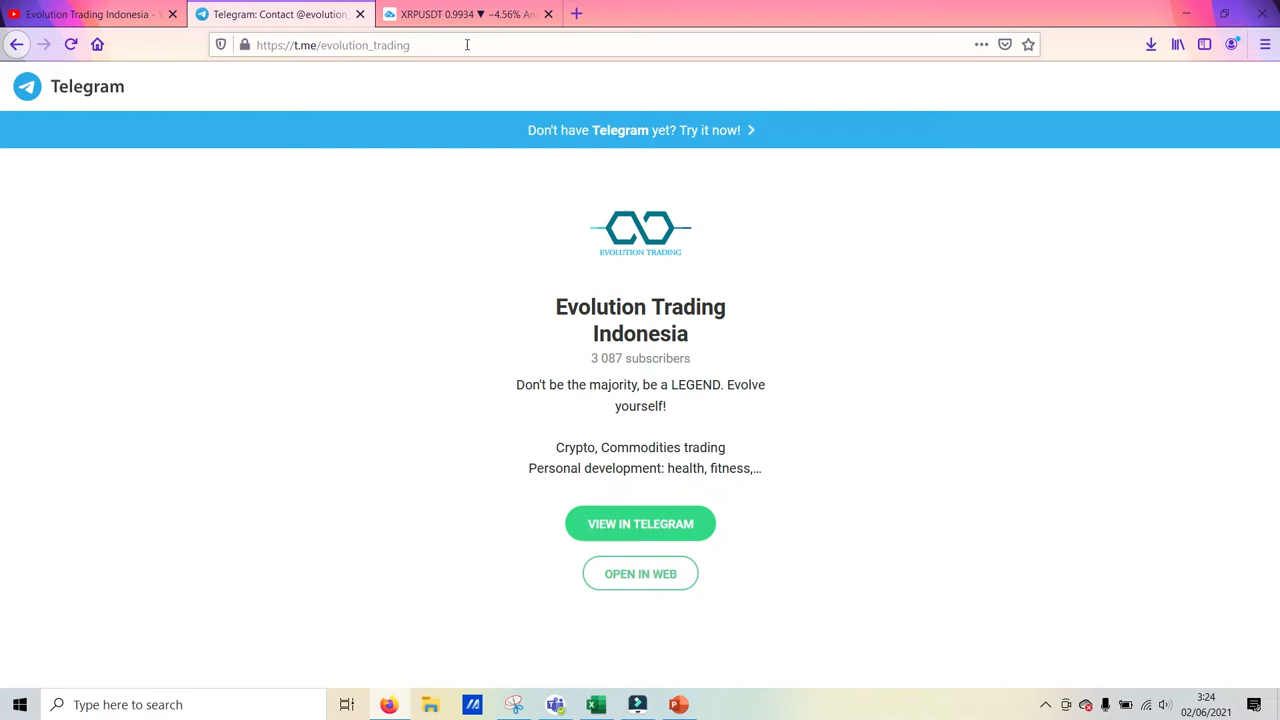 Evolution Trading Indonesia - Y
Telegram: Contact @evolution_
XRPUSDT 0.9934 ▼ −4.56% An
https://t.me/evolution_trading
Telegram
Don't have Telegram yet? Try it now!
EVOLUTION TRADING
Evolution Trading
Indonesia
3 087 subscribers
Don't be the majority, be a LEGEND. Evolve
yourself!
Crypto, Commodities trading
Personal development: health, fitness,...
VIEW IN TELEGRAM
OPEN IN WEB
Type here to search
3:24
02/06/2021